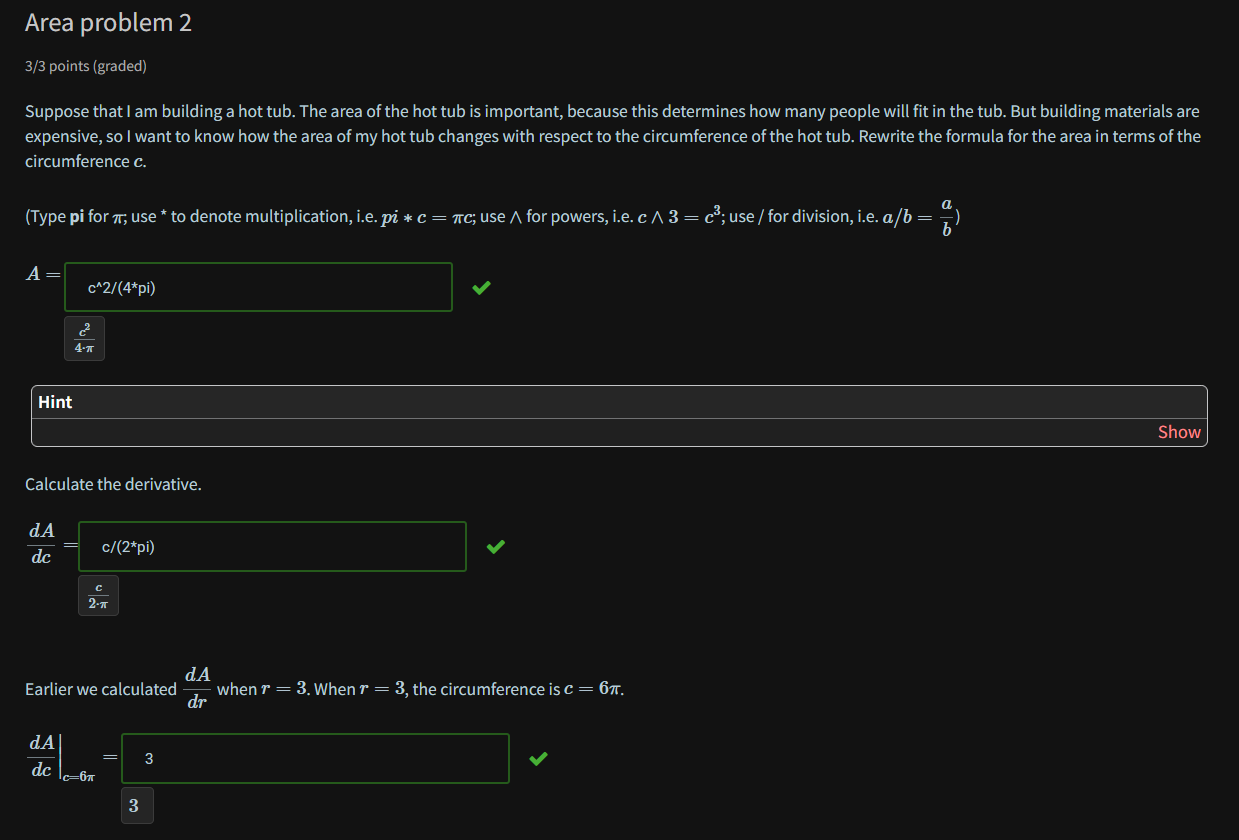 Area problem 2
3/3 points (graded)
Suppose that I am building a hot tub. The area of the hot tub is important, because this determines how many people will fit in the tub. But building materials are
expensive, so I want to know how the area of my hot tub changes with respect to the circumference of the hot tub. Rewrite the formula for the area in terms of the
circumference c.
(Type pi for π; use * to denote multiplication, i.e. pi ∗ c = πc; use ∧ for powers, i.e. c ∧ 3 = c³; use / for division, i.e. a/b = a/b)
A = c^2/(4*pi)
c²/4·π
Hint
Show
Calculate the derivative.
dA/dc = c/(2*pi)
c/2·π
Earlier we calculated dA/dr when r = 3. When r = 3, the circumference is c = 6π.
dA/dc|c=6π = 3
3